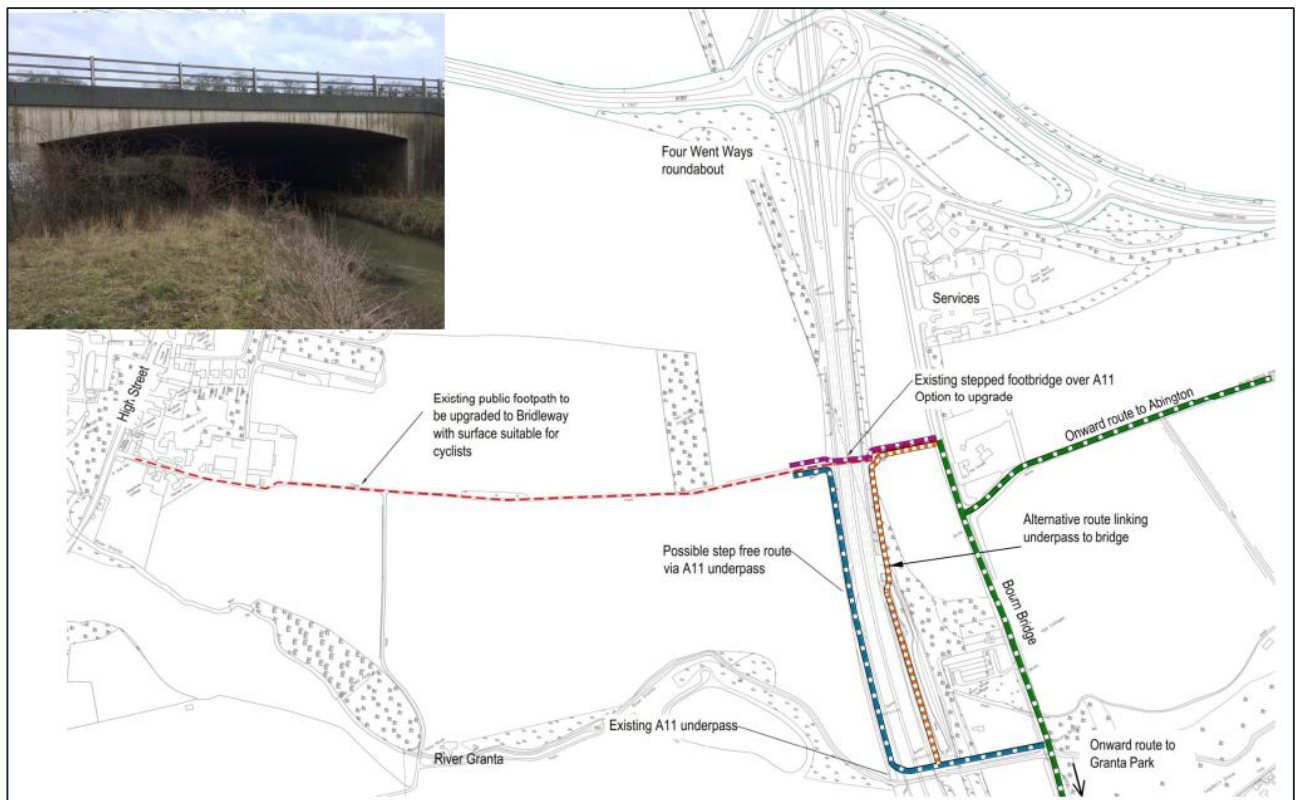 Four Went Ways
roundabout
Services
High Street
Existing public footpath to
be upgraded to Bridleway
with surface suitable for
cyclists
Existing stepped footbridge over A11
Option to upgrade
Onward route to Abington
Possible step free route
via A11 underpass
Alternative route linking
underpass to bridge
Bourn Bridge
Existing A11 underpass
River Granta
Onward route to
Granta Park